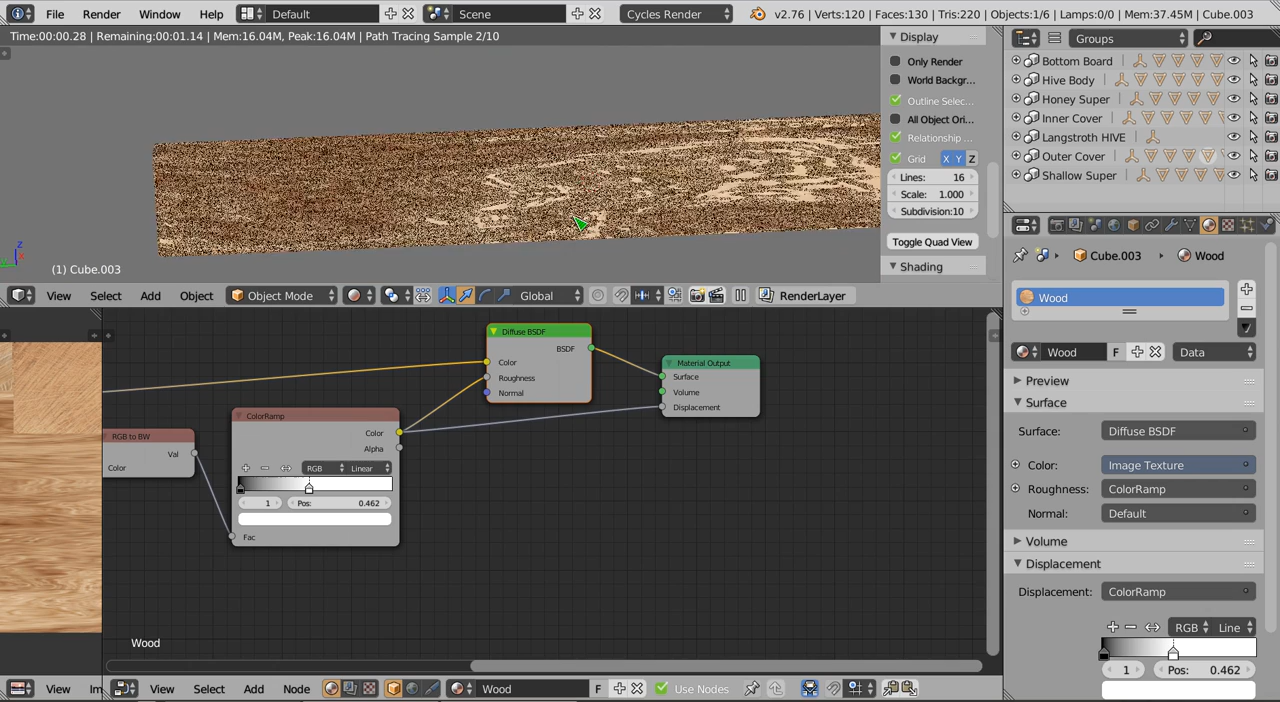 File Render Window Help Default Scene Cycles Render v2.76 | Verts:120 | Faces:130 | Tris:220 | Objects:1/6 | Lamps:0/0 | Mem:37.45M | Cube.003
Time:00:00.28 | Remaining:00:01.14 | Mem:16.04M, Peak:16.04M | Path Tracing Sample 2/10
Display
Only Render
World Backgr...
Outline Selec...
All Object Ori...
Relationship ...
Grid X Y Z
Lines: 16
Scale: 1.000
Subdivision:10
Toggle Quad View
Shading
z
(1) Cube.003
View Select Add Object Object Mode Global RenderLayer
Groups
Bottom Board
Hive Body
Honey Super
Inner Cover
Langstroth HIVE
Outer Cover
Shallow Super
Cube.003 Wood
Wood
Wood F Data
Preview
Surface
Surface: Diffuse BSDF
Color: Image Texture
Roughness: ColorRamp
Normal: Default
Volume
Displacement
Displacement: ColorRamp
RGB Line
1 Pos: 0.462
Diffuse BSDF
BSDF
Color
Roughness
Normal
Material Output
Surface
Volume
Displacement
ColorRamp
Color
Alpha
RGB Linear
1 Pos: 0.462
Fac
RGB to BW
Val
Color
Wood
View Im View Select Add Node Wood F Use Nodes